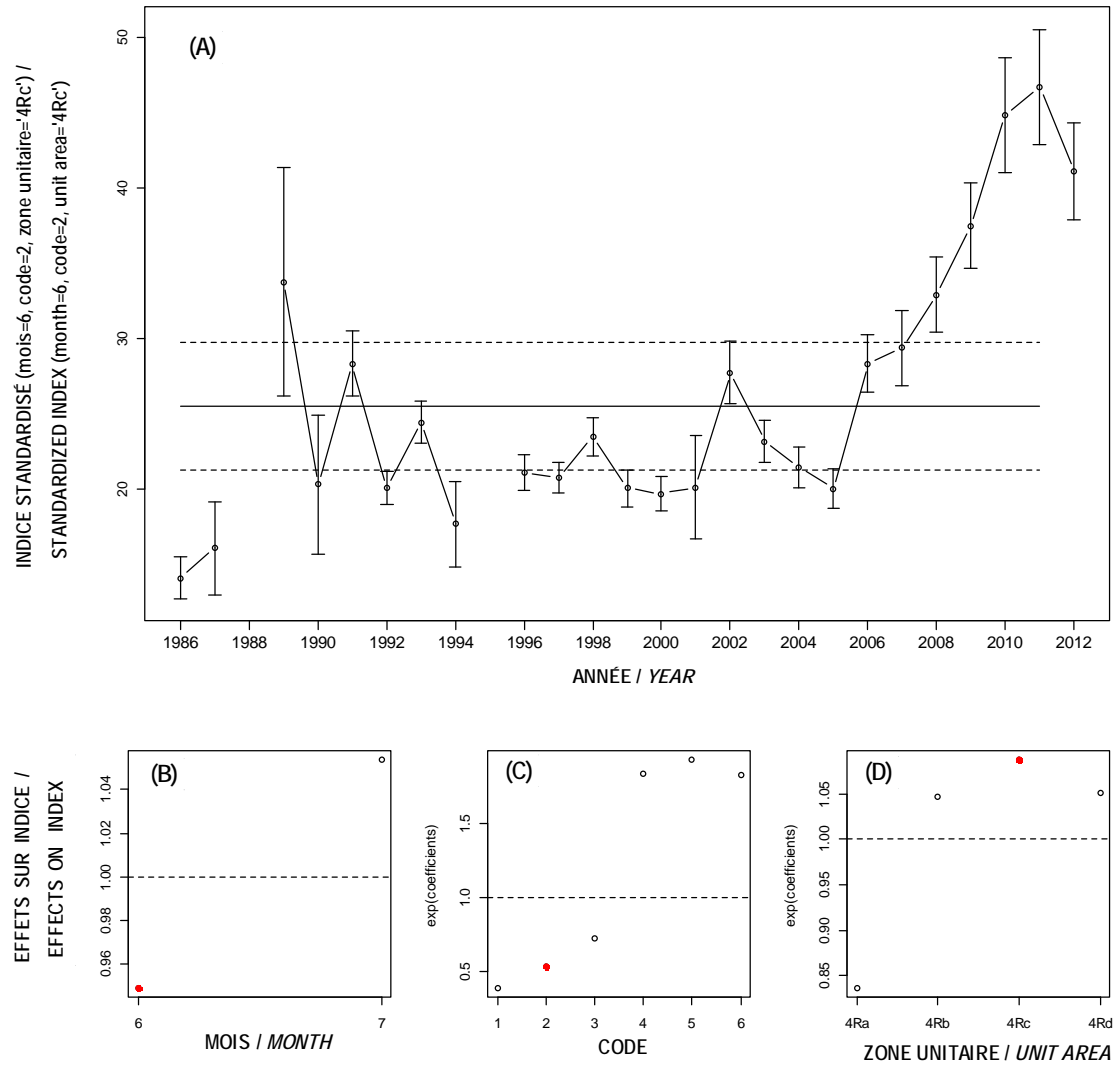 INDICE STANDARDISÉ (mois=6, code=2, zone unitaire='4Rc') /
STANDARDIZED INDEX (month=6, code=2, unit area='4Rc')
(A)
50
40
30
20
1986 1987 1988 1990 1992 1994 1996 1998 2000 2002 2004 2006 2008 2010 2012
ANNÉE / YEAR
EFFETS SUR INDICE /
EFFECTS ON INDEX
(B)
1.04
1.02
1.00
0.98
0.96
6 7
MOIS / MONTH
(C)
exp(coefficients)
1.5
1.0
0.5
1 2 3 4 5 6
CODE
(D)
exp(coefficients)
1.05
1.00
0.95
0.90
0.85
4Ra 4Rb 4Rc 4Rd
ZONE UNITAIRE / UNIT AREA